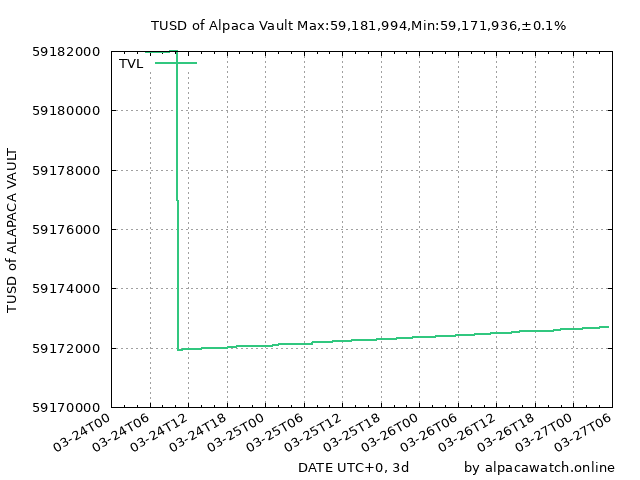 TUSD of Alpaca Vault Max:59,181,994,Min:59,171,936,±0.1%
TUSD of ALAPACA VAULT
TVL
59182000
59180000
59178000
59176000
59174000
59172000
59170000
03-24T00
03-24T06
03-24T12
03-24T18
03-25T00
03-25T06
03-25T12
03-25T18
03-26T00
03-26T06
03-26T12
03-26T18
03-27T00
03-27T06
DATE UTC+0, 3d
by alpacawatch.online